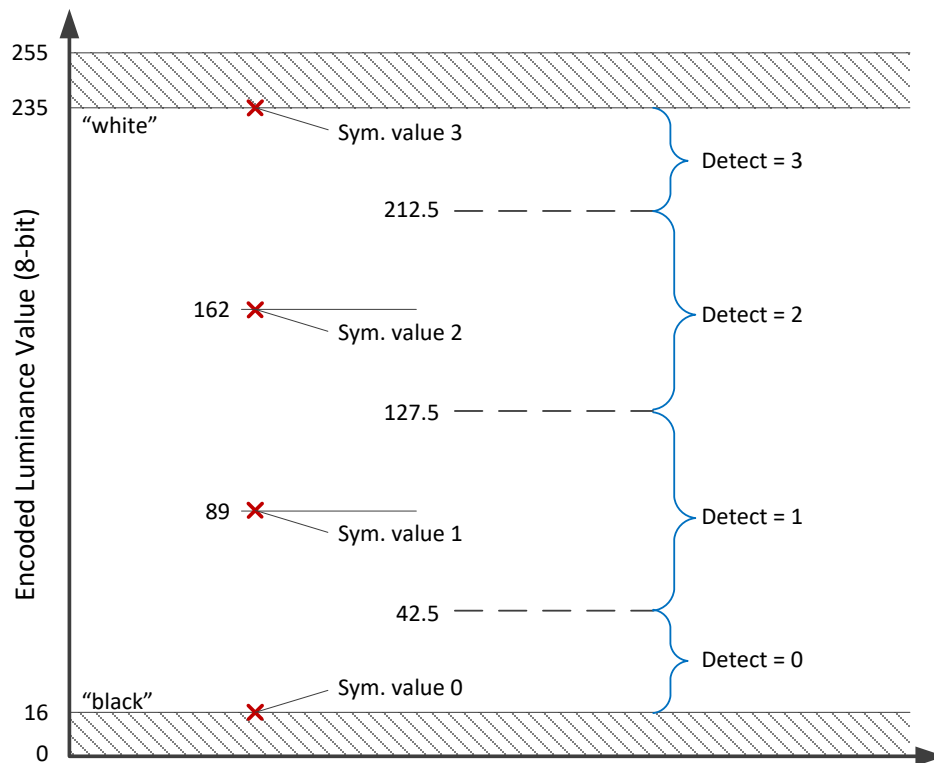 255
235
“white”
Sym. value 3
Detect = 3
212.5
162
Sym. value 2
Detect = 2
127.5
89
Sym. value 1
Detect = 1
42.5
Detect = 0
Sym. value 0
“black”
16
0
Encoded Luminance Value (8-bit)